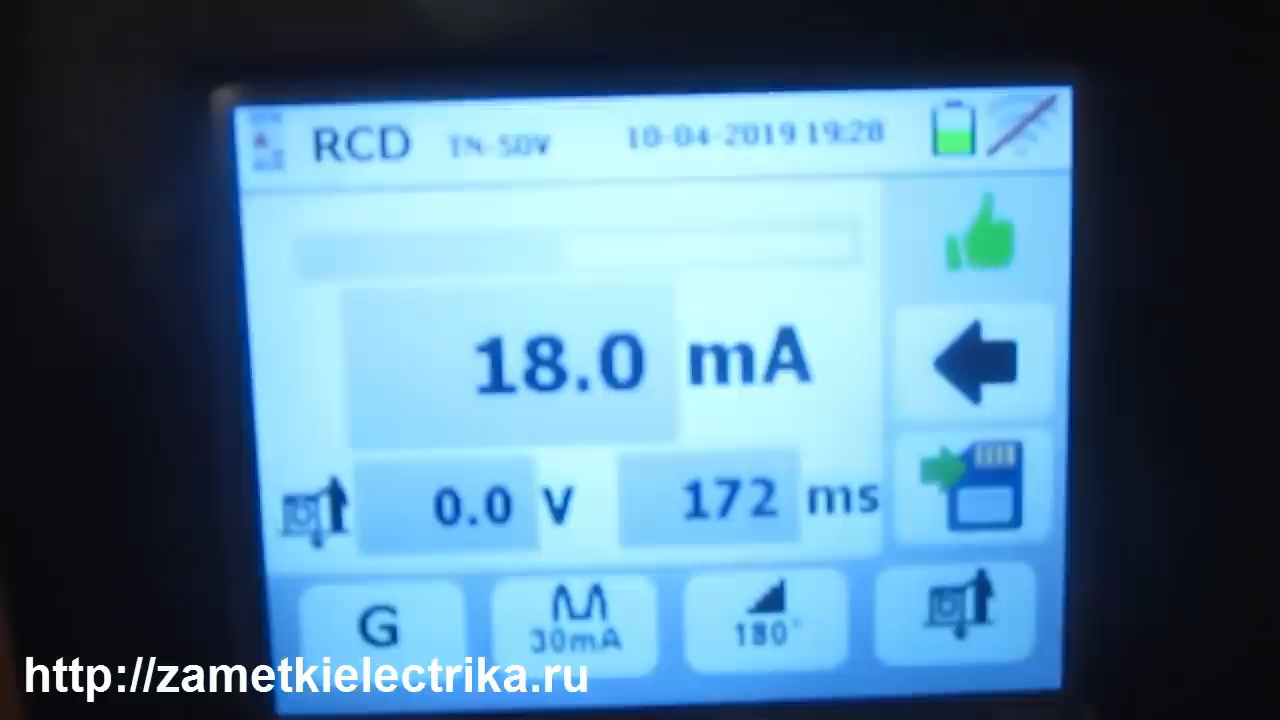 RCD TN-50V 10-04-2019 19:28
18.0 mA
0.0 V 172 ms
G 30mA 180°
http://zametkielectrika.ru